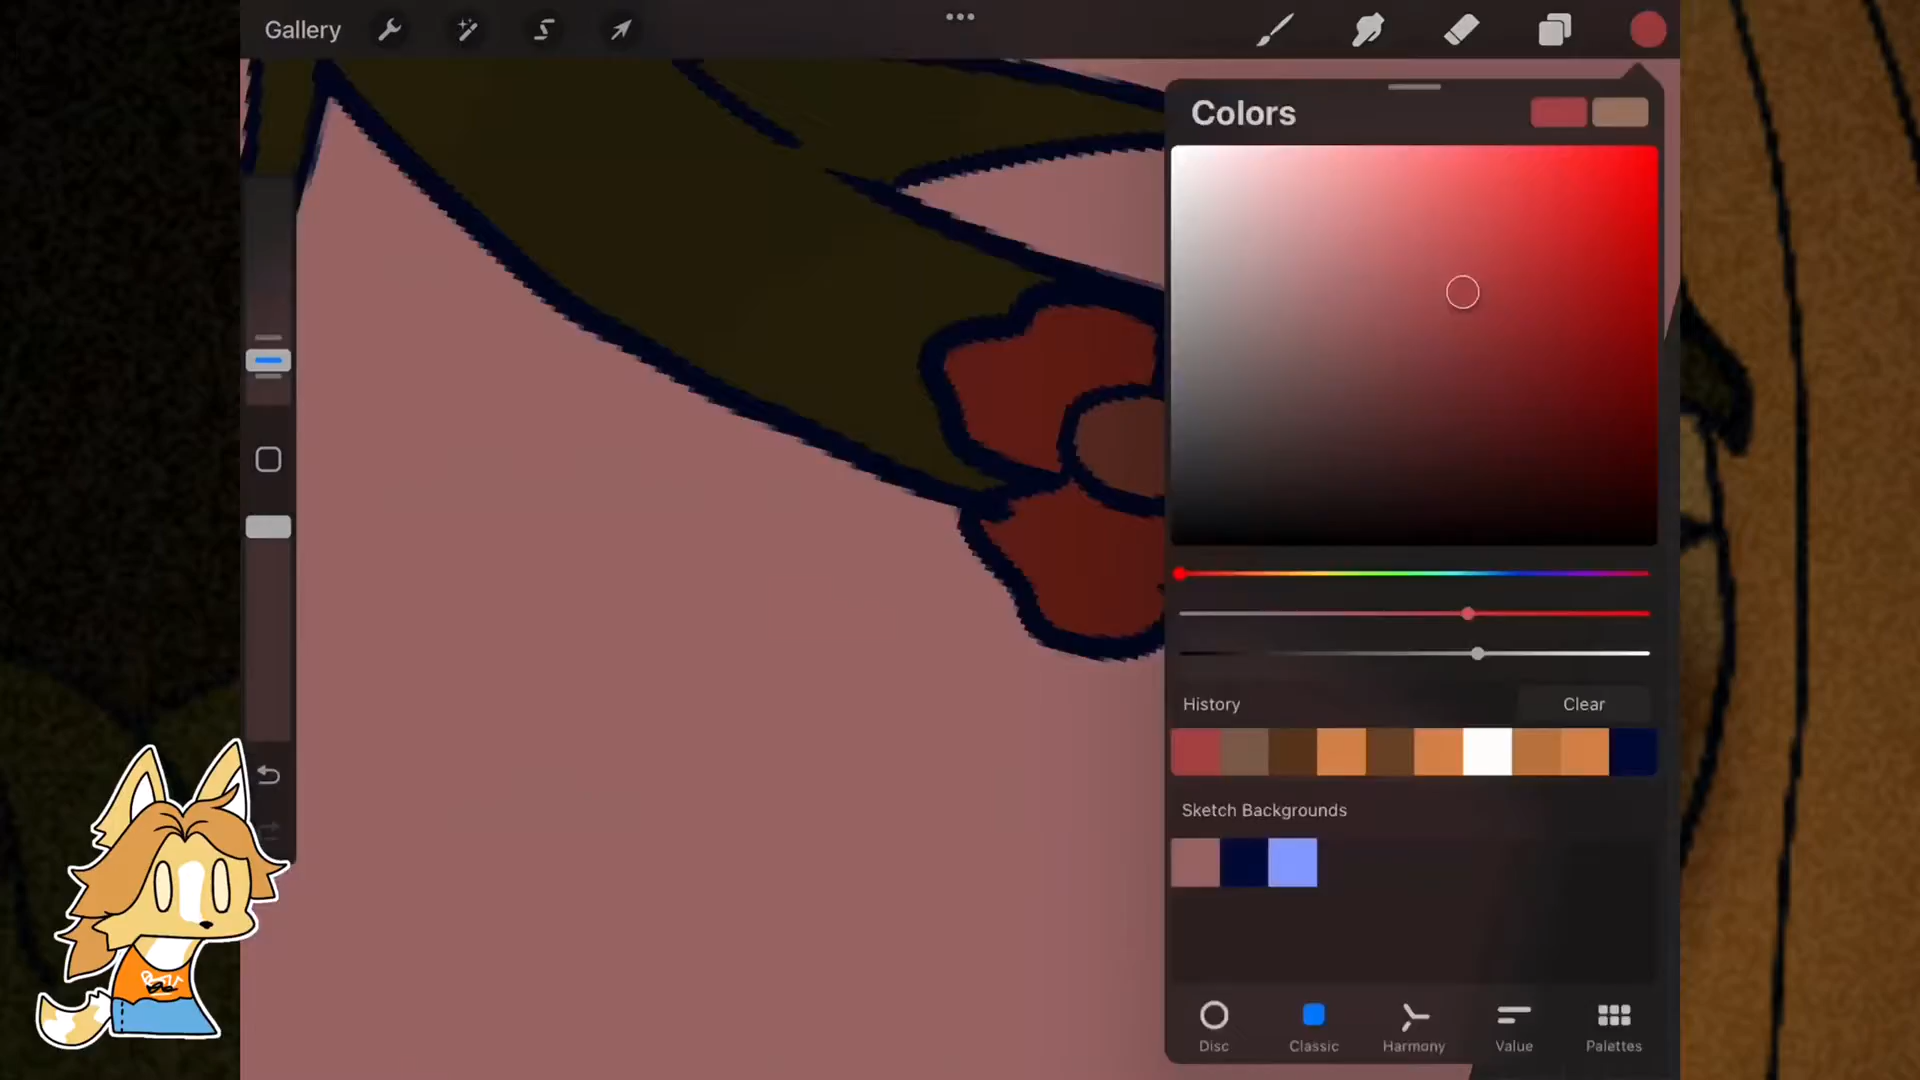 Gallery
Colors
History
Clear
Sketch Backgrounds
Disc
Classic
Harmony
Value
Palettes